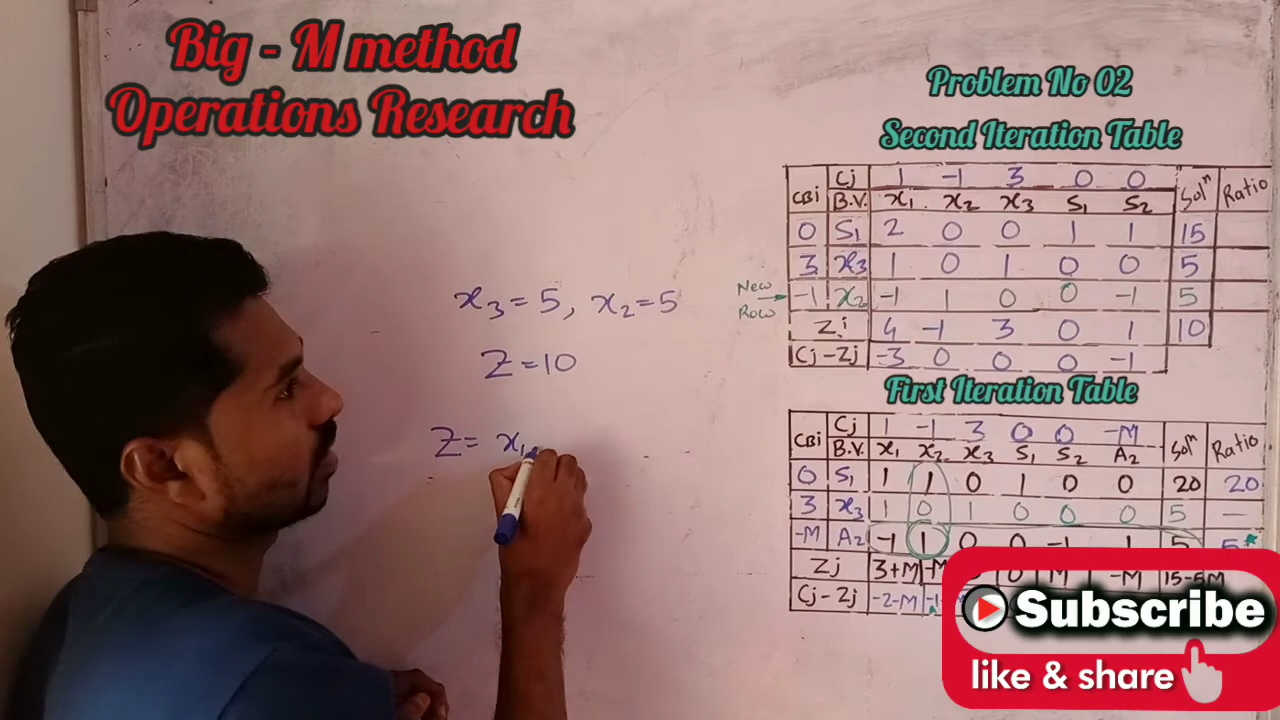 Big - M method
Operations Research
x₃ = 5, x₂ = 5
Z = 10
Z = x₁
Problem No 02
Second Iteration Table
CBi Cj 1 -1 3 0 0 Solⁿ Ratio
B.V. x₁ x₂ x₃ S₁ S₂
0 S₁ 2 0 0 1 1 15
3 x₃ 1 0 1 0 0 5
New Row → -1 x₂ -1 1 0 0 -1 5
Zj 4 -1 3 0 1 10
Cj-Zj -3 0 0 0 -1
First Iteration Table
CBi Cj 1 -1 3 0 0 -M Solⁿ Ratio
B.V. x₁ x₂ x₃ S₁ S₂ A₂
0 S₁ 1 1 0 1 0 0 20 20
3 x₃ 1 0 1 0 0 0 5 —
-M A₂ -1 1 0 0 -1 1 5 5
Zj 3+M -M 0 M -M 15-5M
Cj-Zj -2-M
Subscribe
like & share